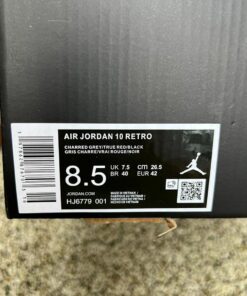 AIR JORDAN 10 RETRO
CHARRED GREY/TRUE RED/BLACK
GRIS CHARRE/VRAI ROUGE/NOIR
8.5
UK 7.5 cm 26.5
BR 40 EUR 42
JORDAN.COM
HJ6779 001
MADE IN VIETNAM